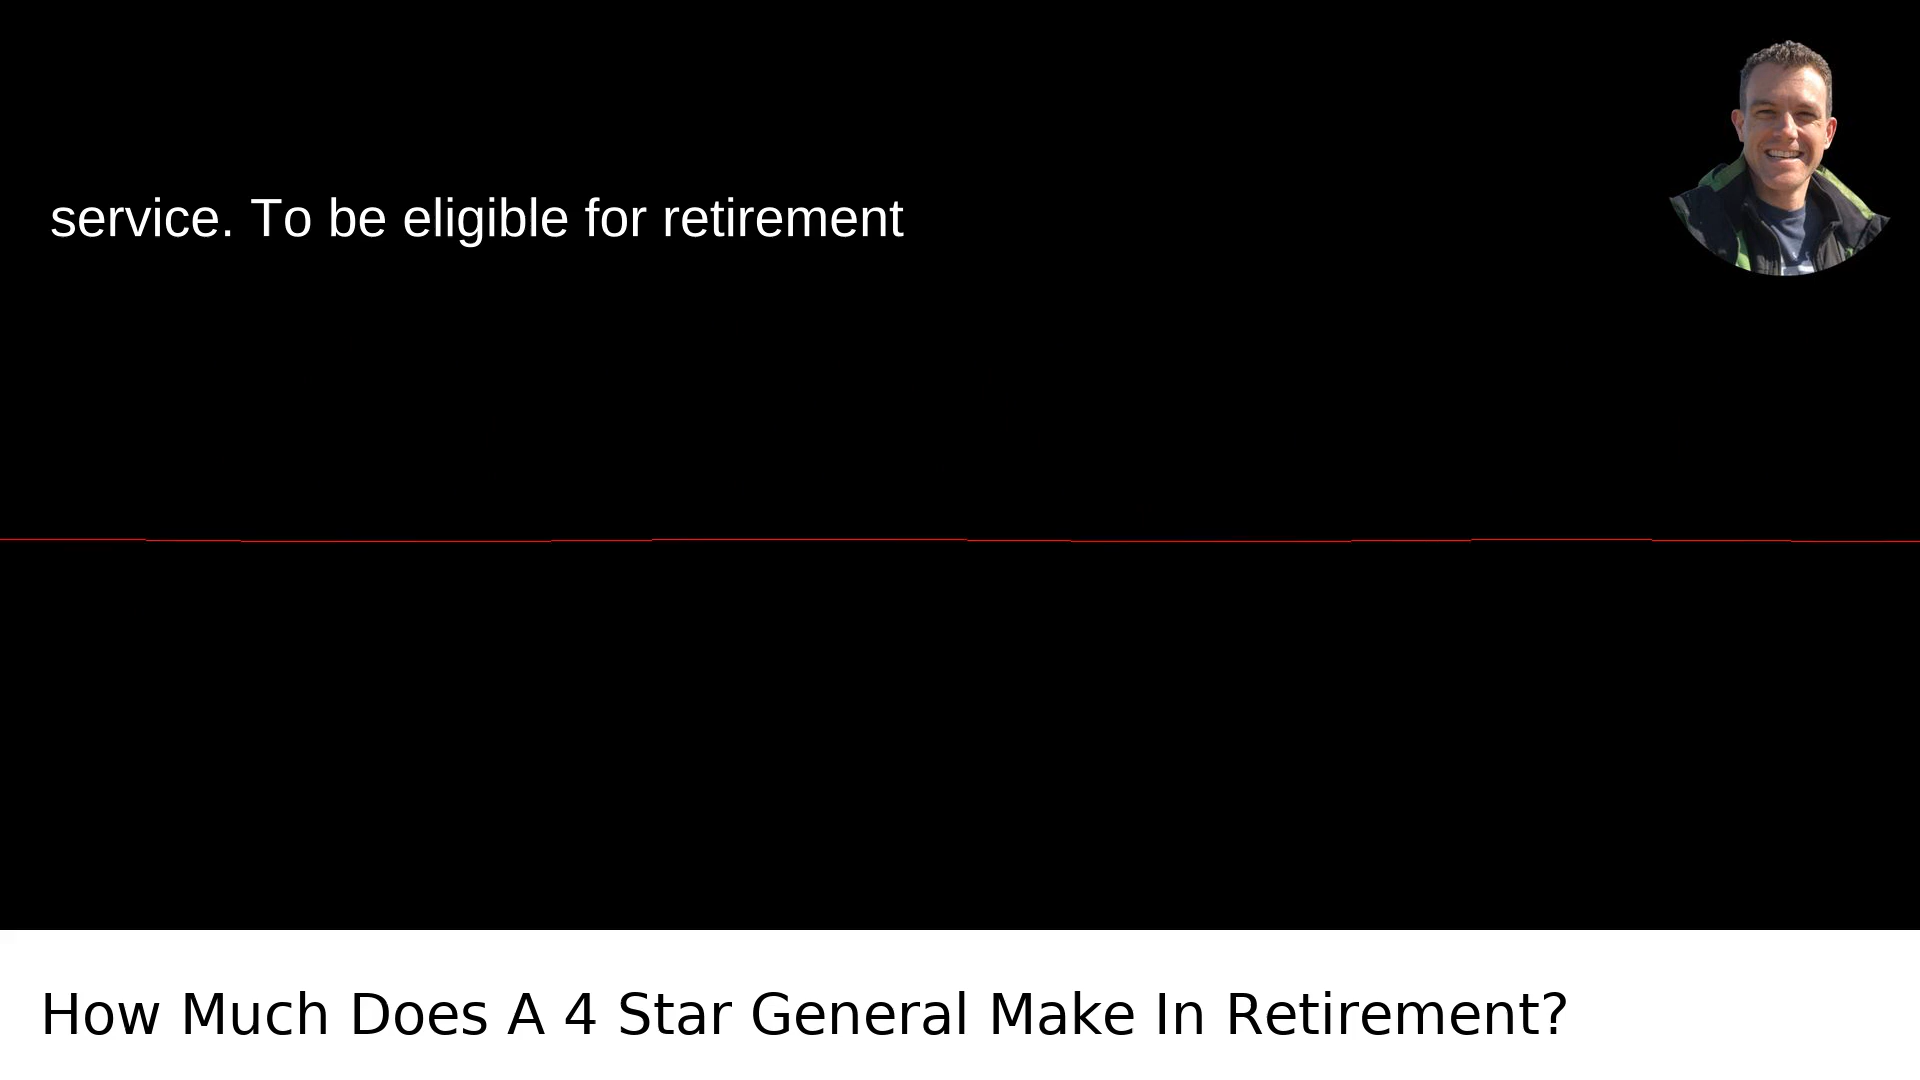 service. To be eligible for retirement
How Much Does A 4 Star General Make In Retirement?